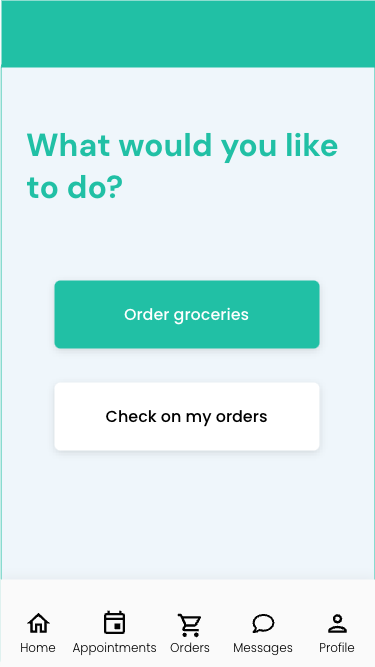 What would you like
to do?
Order groceries
Check on my orders
Home Appointments Orders Messages Profile